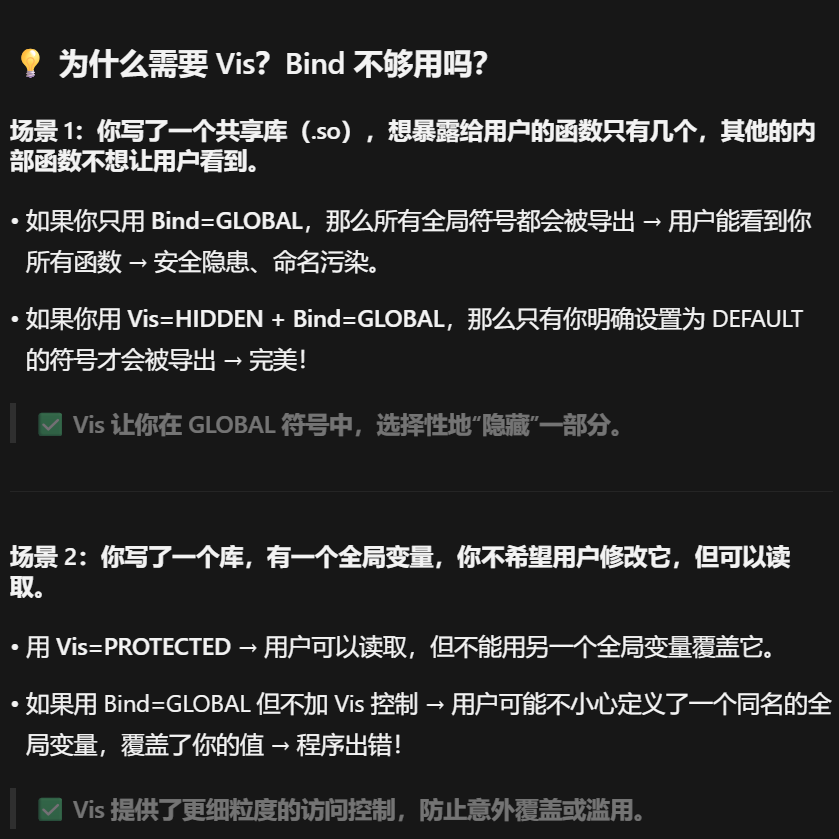 💡 为什么需要 Vis？Bind 不够用吗？
场景 1：你写了一个共享库（.so），想暴露给用户的函数只有几个，其他的内
部函数不想让用户看到。
• 如果你只用 Bind=GLOBAL，那么所有全局符号都会被导出 → 用户能看到你
所有函数 → 安全隐患、命名污染。
• 如果你用 Vis=HIDDEN + Bind=GLOBAL，那么只有你明确设置为 DEFAULT
的符号才会被导出 → 完美！
✅ Vis 让你在 GLOBAL 符号中，选择性地“隐藏”一部分。
场景 2：你写了一个库，有一个全局变量，你不希望用户修改它，但可以读
取。
• 用 Vis=PROTECTED → 用户可以读取，但不能用另一个全局变量覆盖它。
• 如果用 Bind=GLOBAL 但不加 Vis 控制 → 用户可能不小心定义了一个同名的全
局变量，覆盖了你的值 → 程序出错！
✅ Vis 提供了更细粒度的访问控制，防止意外覆盖或滥用。